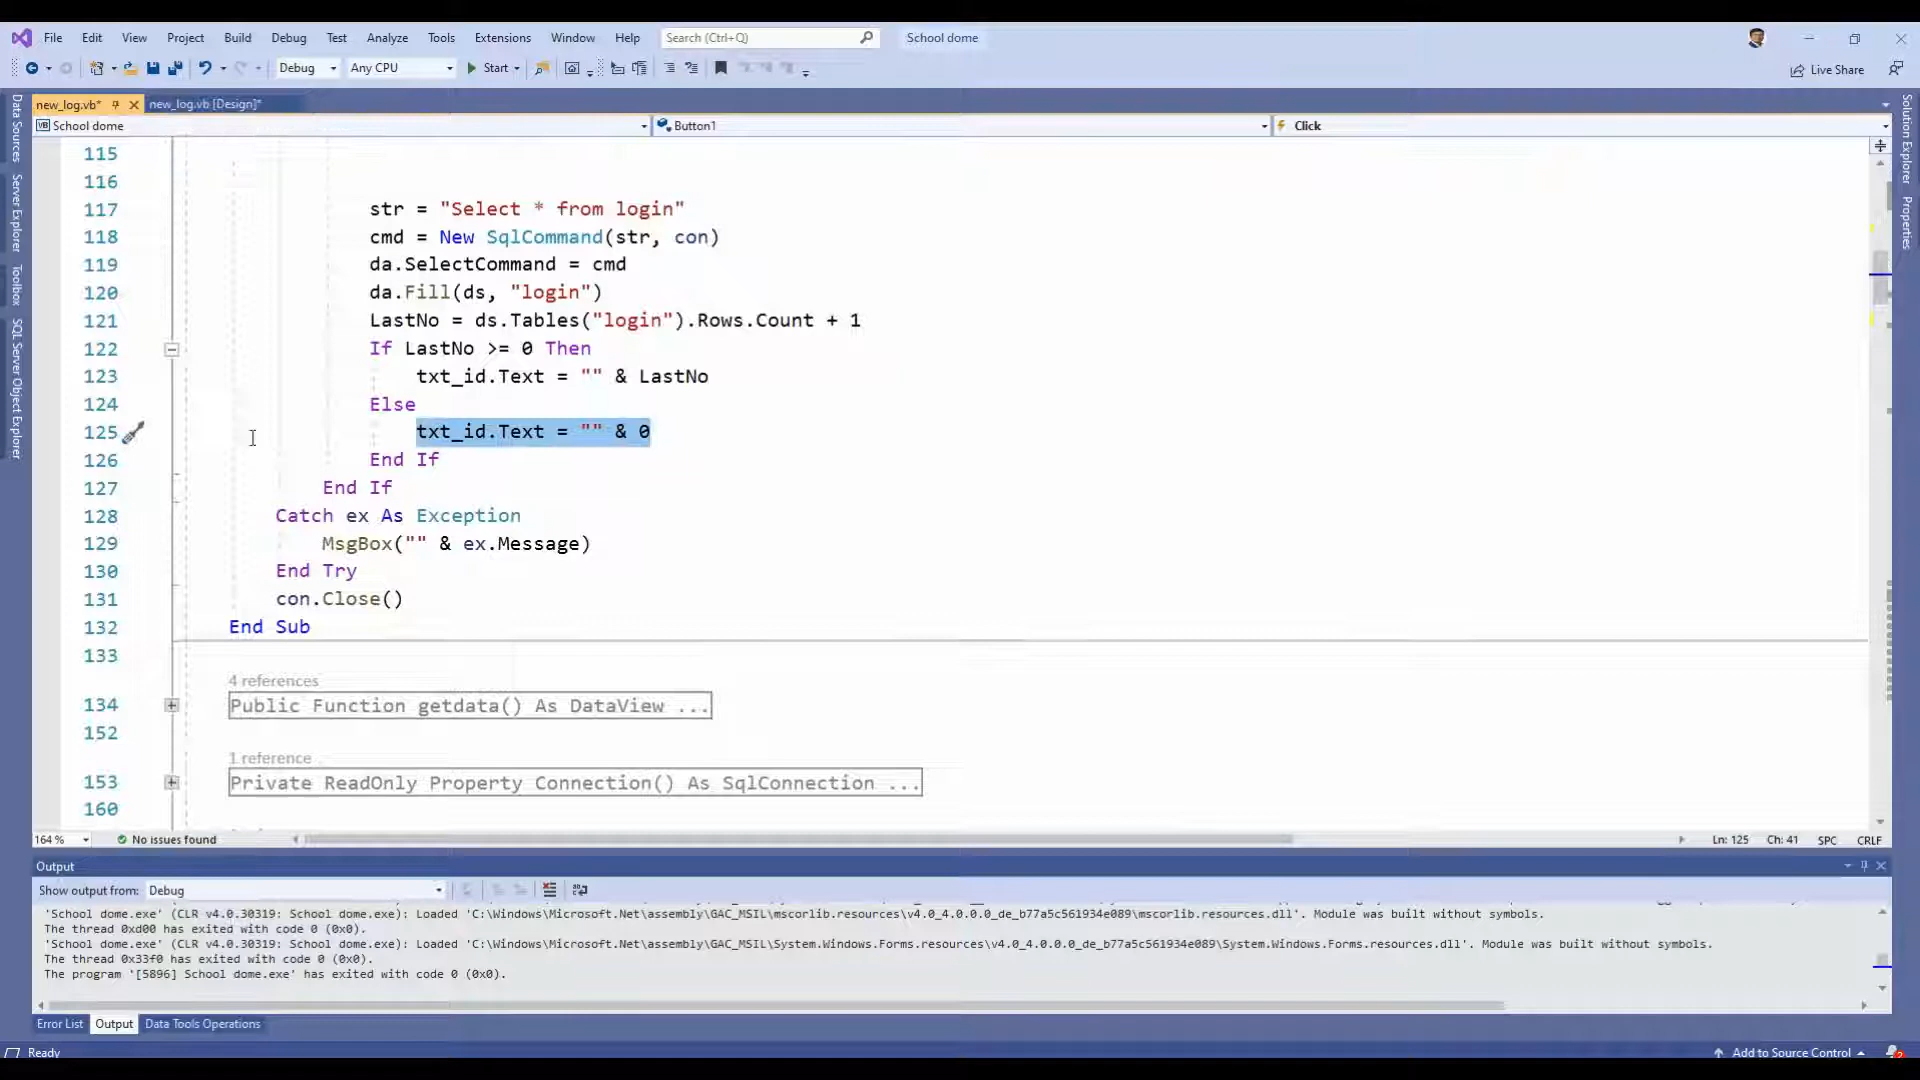 File Edit View Project Build Debug Test Analyze Tools Extensions Window Help Search (Ctrl+Q) School dome
Debug Any CPU Start Live Share
new_log.vb* new_log.vb [Design]*
VB School dome Button1 Click
Data Sources
Server Explorer
Toolbox
SQL Server Object Explorer
Solution Explorer
Properties
115
116
117 str = "Select * from login"
118 cmd = New SqlCommand(str, con)
119 da.SelectCommand = cmd
120 da.Fill(ds, "login")
121 LastNo = ds.Tables("login").Rows.Count + 1
122 If LastNo >= 0 Then
123 txt_id.Text = "" & LastNo
124 Else
125 txt_id.Text = "" & 0
126 End If
127 End If
128 Catch ex As Exception
129 MsgBox("" & ex.Message)
130 End Try
131 con.Close()
132 End Sub
133
4 references
134 Public Function getdata() As DataView ...
152
1 reference
153 Private ReadOnly Property Connection() As SqlConnection ...
160
164 % No issues found Ln: 125 Ch: 41 SPC CRLF
Output
Show output from: Debug
'School dome.exe' (CLR v4.0.30319: School dome.exe): Loaded 'C:\Windows\Microsoft.Net\assembly\GAC_MSIL\mscorlib.resources\v4.0_4.0.0.0_de_b77a5c561934e089\mscorlib.resources.dll'. Module was built without symbols.
The thread 0xd00 has exited with code 0 (0x0).
'School dome.exe' (CLR v4.0.30319: School dome.exe): Loaded 'C:\Windows\Microsoft.Net\assembly\GAC_MSIL\System.Windows.Forms.resources\v4.0_4.0.0.0_de_b77a5c561934e089\System.Windows.Forms.resources.dll'. Module was built without symbols.
The thread 0x33f0 has exited with code 0 (0x0).
The program '[5896] School dome.exe' has exited with code 0 (0x0).
Error List Output Data Tools Operations
Ready Add to Source Control 2